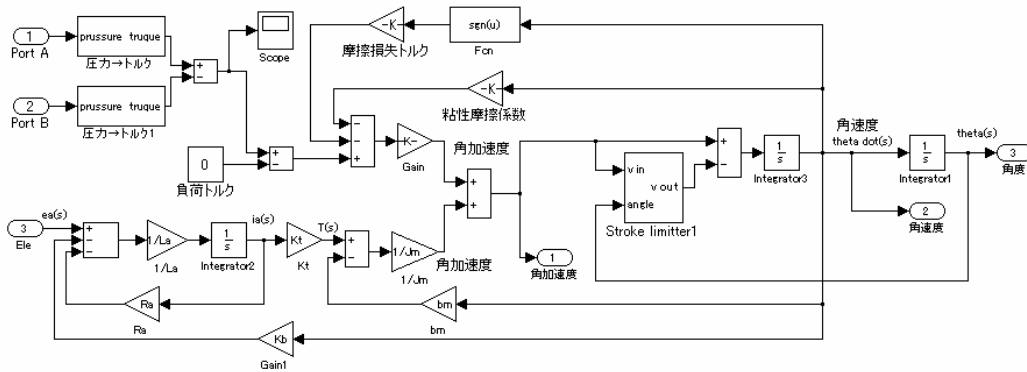 1
Port A
prussure truque
圧力→トルク
2
Port B
prussure truque
圧力→トルク1
Scope
-K
摩擦損失トルク
sgn(u)
Fcn
-K
粘性摩擦係数
0
負荷トルク
K-
Gain
角加速度
v in
angle
v out
Stroke limitter1
1
s
Integrator3
角速度
theta dot(s)
1
s
Integrator1
theta(s)
3
角度
2
角速度
1
角加速度
ea(s)
3
Ele
1/La
1/La
1
s
Integrator2
ia(s)
Kt
Kt
T(s)
1/Jm
1/Jm
角加速度
Ra
Ra
bm
bm
Kb
Gain1